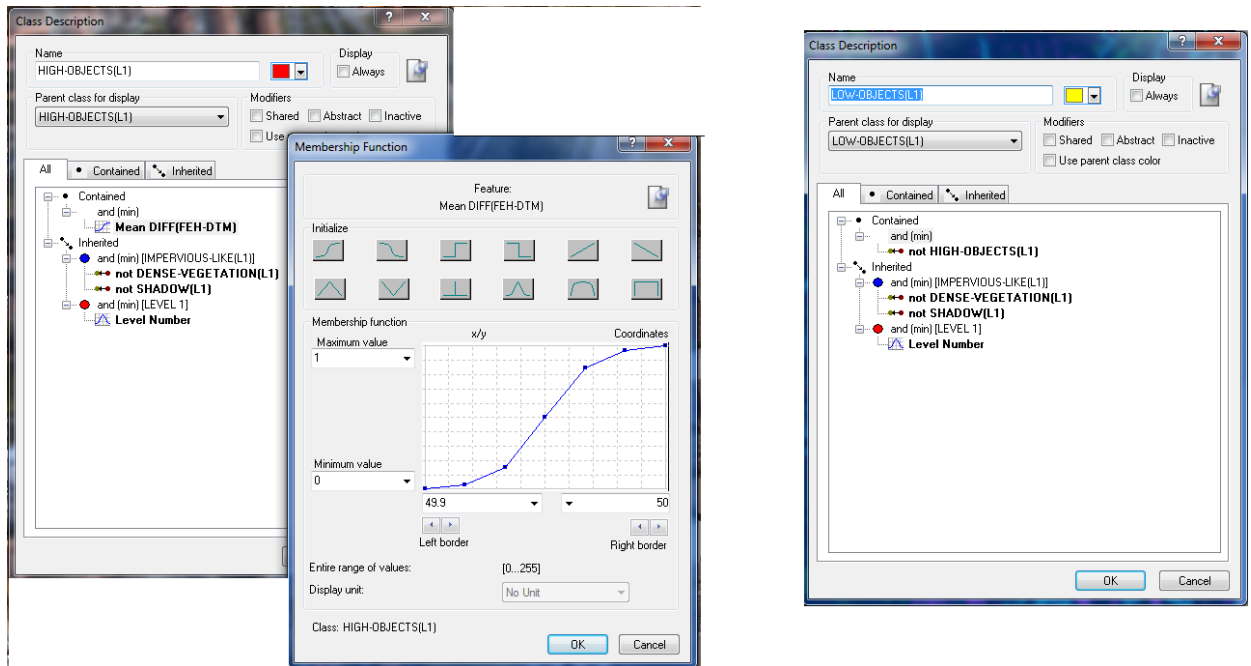 Class Description
Name
HIGH-OBJECTS(L1)
Display
Always
Parent class for display
HIGH-OBJECTS(L1)
Modifiers
Shared Abstract Inactive
Use
All Contained Inherited
Contained
and (min)
Mean DIFF(FEH-DTM)
Inherited
and (min) [IMPERVIOUS-LIKE(L1)]
not DENSE-VEGETATION(L1)
not SHADOW(L1)
and (min) [LEVEL 1]
Level Number
Membership Function
Feature:
Mean DIFF(FEH-DTM)
Initialize
Membership function
x/y
Coordinates
Maximum value
1
Minimum value
0
49.9 50
Left border
Right border
Entire range of values: [0...255]
Display unit: No Unit
Class: HIGH-OBJECTS(L1)
OK Cancel
Class Description
Name
LOW-OBJECTS(L1)
Display
Always
Parent class for display
LOW-OBJECTS(L1)
Modifiers
Shared Abstract Inactive
Use parent class color
All Contained Inherited
Contained
and (min)
not HIGH-OBJECTS(L1)
Inherited
and (min) [IMPERVIOUS-LIKE(L1)]
not DENSE-VEGETATION(L1)
not SHADOW(L1)
and (min) [LEVEL 1]
Level Number
OK Cancel